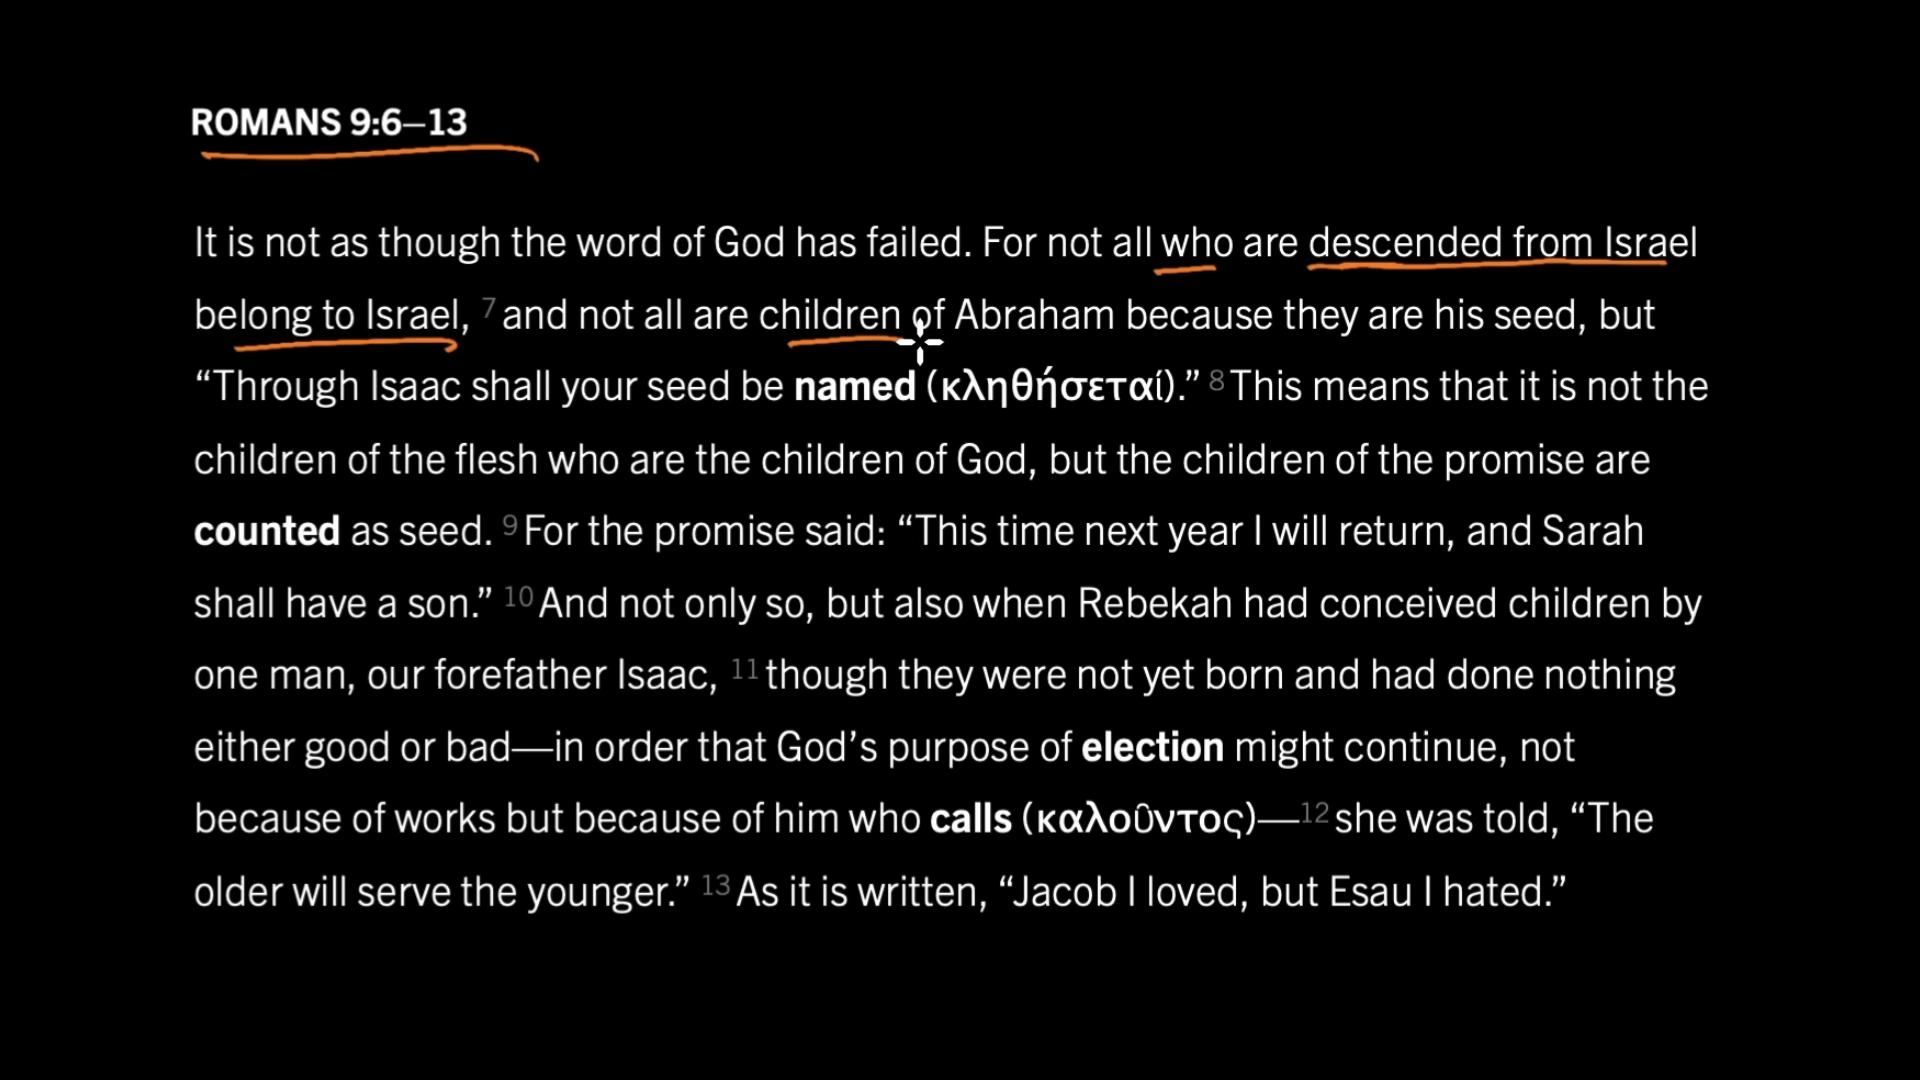 ROMANS 9:6–13
It is not as though the word of God has failed. For not all who are descended from Israel
belong to Israel, 7 and not all are children of Abraham because they are his seed, but
“Through Isaac shall your seed be named (κληθήσεταί).” 8 This means that it is not the
children of the flesh who are the children of God, but the children of the promise are
counted as seed. 9 For the promise said: “This time next year I will return, and Sarah
shall have a son.” 10 And not only so, but also when Rebekah had conceived children by
one man, our forefather Isaac, 11 though they were not yet born and had done nothing
either good or bad—in order that God’s purpose of election might continue, not
because of works but because of him who calls (καλοῦντος)—12 she was told, “The
older will serve the younger.” 13 As it is written, “Jacob I loved, but Esau I hated.”